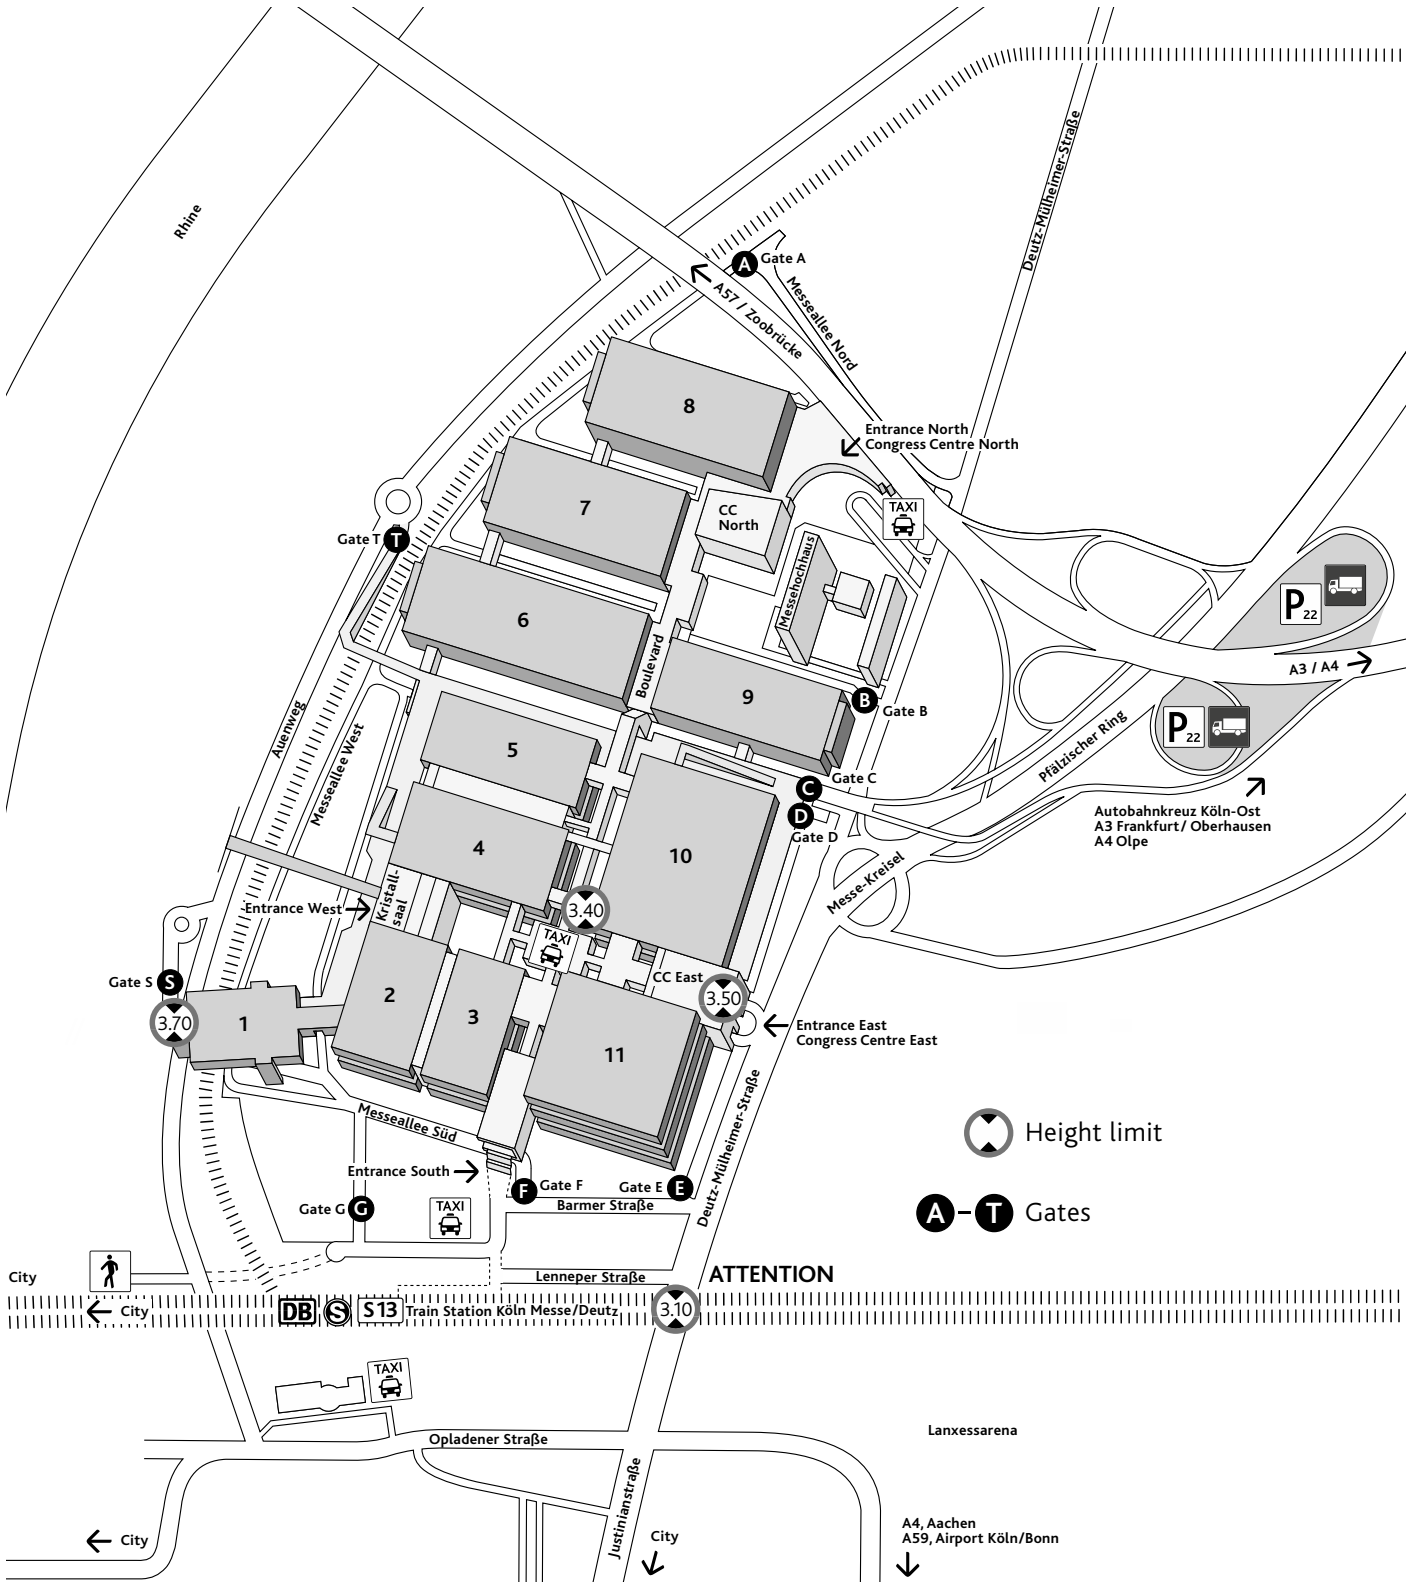 Deutz-Mülheimer-Straße
Rhine
A
Gate A
A57 / Zoobrücke
Messeallee Nord
8
Entrance North
Congress Centre North
7
CC
North
TAXI
Gate T
T
Messehochhaus
P22
6
Boulevard
A3 / A4
9
B
Gate B
P22
Auenweg
Messeallee West
5
Pfälzischer Ring
Gate C
C
D
Gate D
Autobahnkreuz Köln-Ost
A3 Frankfurt / Oberhausen
A4 Olpe
4
10
Messe-Kreisel
Kristall-
saal
Entrance West
3.40
TAXI
Gate S
S
CC East
3.50
2
3
3.70
1
11
Entrance East
Congress Centre East
Messeallee Süd
Deutz-Mülheimer-Straße
Height limit
Entrance South
F
Gate F
Gate E
E
Gate G
G
TAXI
Barmer Straße
A – T Gates
City
Lenneper Straße
ATTENTION
City
DB
S
S 13
Train Station Köln Messe/Deutz
3.10
TAXI
Opladener Straße
Lanxessarena
Justinianstraße
City
City
A4, Aachen
A59, Airport Köln/Bonn